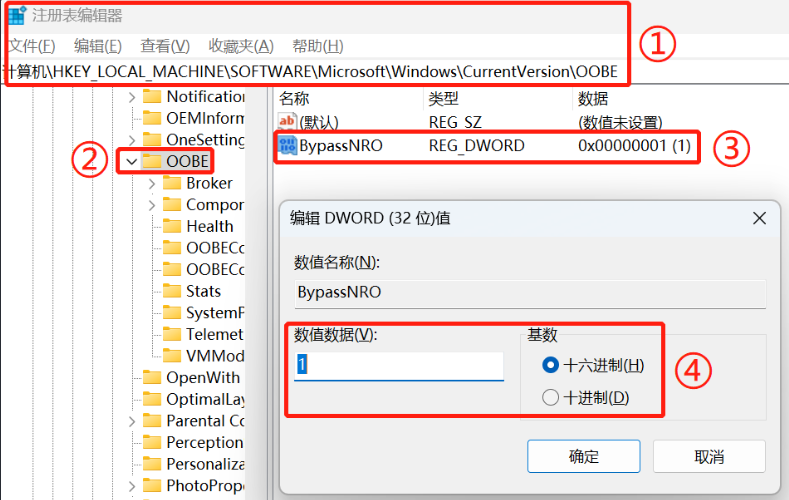 注册表编辑器
文件(F) 编辑(E) 查看(V) 收藏夹(A) 帮助(H)
计算机\HKEY_LOCAL_MACHINE\SOFTWARE\Microsoft\Windows\CurrentVersion\OOBE
①
Notification
OEMInform
OneSetting
②
OOBE
Broker
Compor
Health
OOBECo
OOBECo
Stats
SystemP
Telemet
VMMod
OpenWith
OptimalLay
Parental Co
Perception
Personaliza
PhotoPrope
名称 类型 数据
(默认) REG_SZ (数值未设置)
BypassNRO REG_DWORD 0x00000001 (1)
③
编辑 DWORD (32 位)值
数值名称(N):
BypassNRO
数值数据(V):
1
基数
十六进制(H)
十进制(D)
④
确定 取消